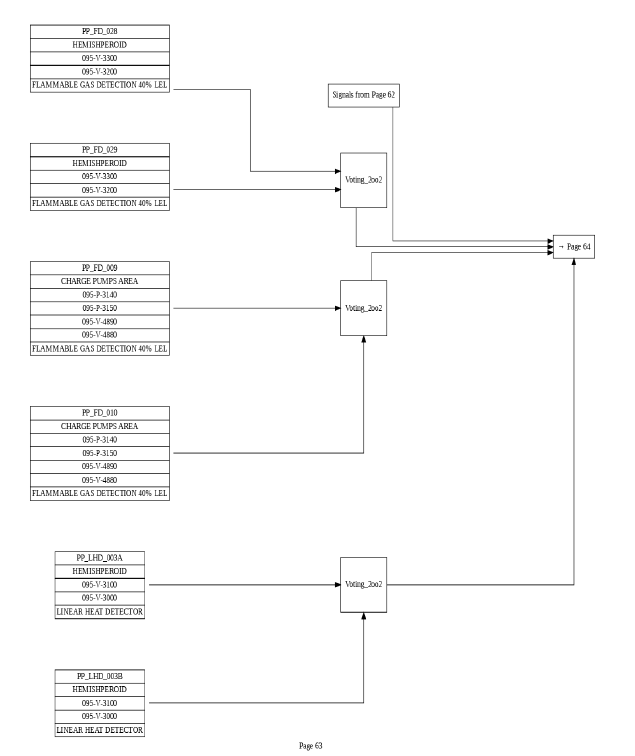 PP_FD_028
HEMISHPEROID
095-V-3300
095-V-3200
FLAMMABLE GAS DETECTION 40% LEL
Signals from Page 62
PP_FD_029
HEMISHPEROID
095-V-3300
095-V-3200
FLAMMABLE GAS DETECTION 40% LEL
Voting_2oo2
→ Page 64
PP_FD_009
CHARGE PUMPS AREA
095-P-3140
095-P-3150
095-V-4890
095-V-4880
FLAMMABLE GAS DETECTION 40% LEL
Voting_2oo2
PP_FD_010
CHARGE PUMPS AREA
095-P-3140
095-P-3150
095-V-4890
095-V-4880
FLAMMABLE GAS DETECTION 40% LEL
PP_LHD_003A
HEMISHPEROID
095-V-3100
095-V-3000
LINEAR HEAT DETECTOR
Voting_2oo2
PP_LHD_003B
HEMISHPEROID
095-V-3100
095-V-3000
LINEAR HEAT DETECTOR
Page 63